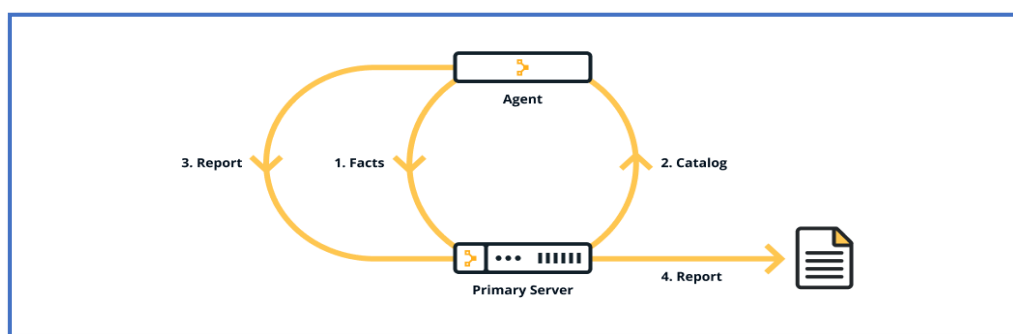 Agent
3. Report
1. Facts
2. Catalog
4. Report
Primary Server